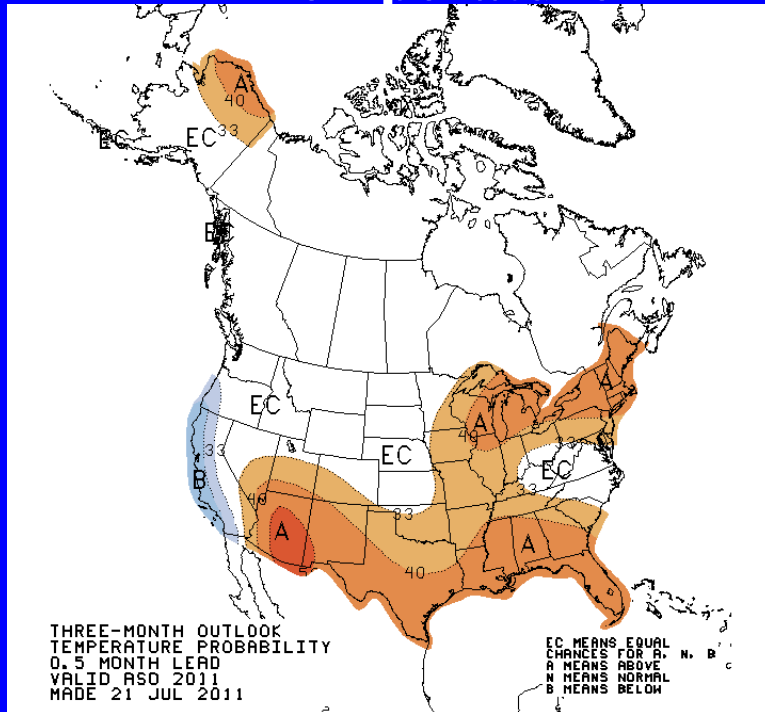 A
40
EC
EC
33
EC
A
EC
A
40
33
EC
33
B
EC
40
33
A
A
40
THREE-MONTH OUTLOOK
TEMPERATURE PROBABILITY
0.5 MONTH LEAD
VALID ASO 2011
MADE 21 JUL 2011
EC MEANS EQUAL
CHANCES FOR A, N, B
A MEANS ABOVE
N MEANS NORMAL
B MEANS BELOW